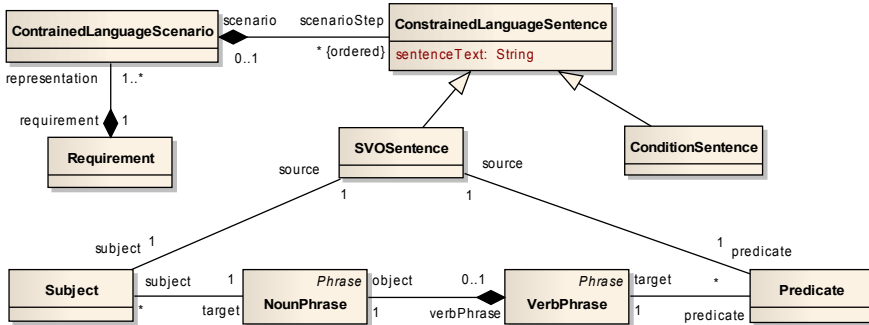 scenario scenarioStep
ContrainedLanguageScenario
ConstrainedLanguageSentence
0..1
* {ordered}
sentenceText: String
representation
1..*
requirement
1
Requirement
SVOSentence
ConditionSentence
source
1
source
1
subject
1
1
predicate
Subject
subject
*
1
target
Phrase
NounPhrase
object
1
0..1
verbPhrase
Phrase
VerbPhrase
target
1
*
predicate
Predicate